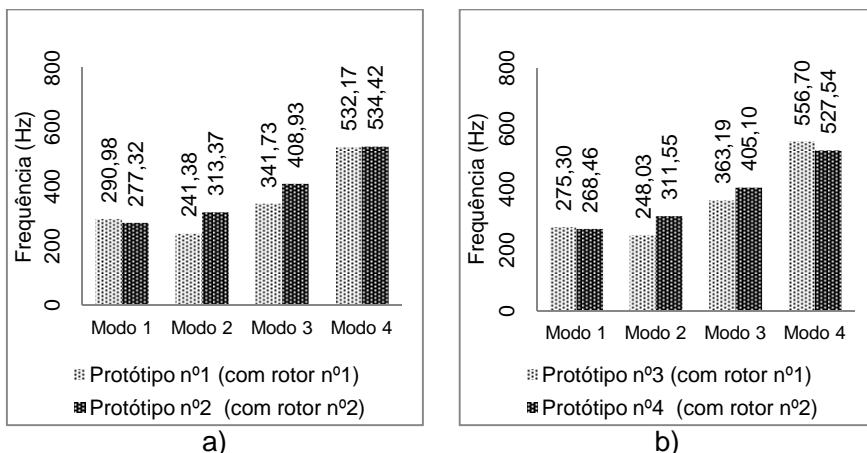 Frequência (Hz)
800
600
400
200
0
290,98
277,32
241,38
313,37
341,73
408,93
532,17
534,42
Modo 1 Modo 2 Modo 3 Modo 4
Protótipo nº1 (com rotor nº1)
Protótipo nº2 (com rotor nº2)
a)
Frequência (Hz)
800
600
400
200
0
275,30
268,46
248,03
311,55
363,19
405,10
556,70
527,54
Modo 1 Modo 2 Modo 3 Modo 4
Protótipo nº3 (com rotor nº1)
Protótipo nº4 (com rotor nº2)
b)